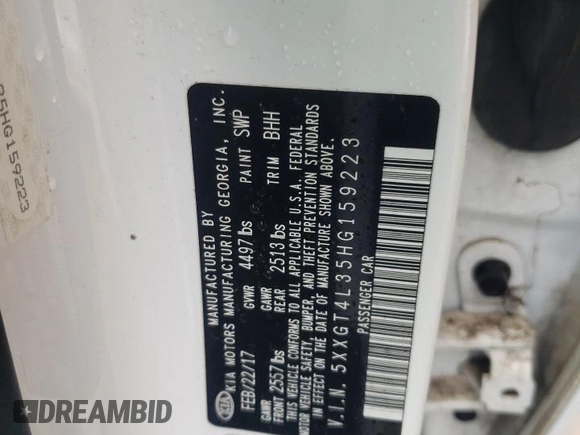 MANUFACTURED BY
KIA KIA MOTORS MANUFACTURING GEORGIA, INC.
FEB/22/17 GVWR 4497lbs PAINT SWP
GAWR FRONT 2557lbs GAWR REAR 2513lbs TRIM BHH
THIS VEHICLE CONFORMS TO ALL APPLICABLE U.S.A. FEDERAL
MOTOR VEHICLE SAFETY, BUMPER, AND THEFT PREVENTION STANDARDS
IN EFFECT ON THE DATE OF MANUFACTURE SHOWN ABOVE.
V.I.N. 5XXGT4L35HG159223
PASSENGER CAR
35HG159223
DREAMBID